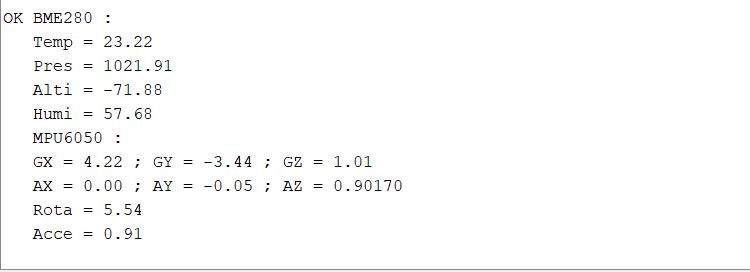 OK BME280 :
Temp = 23.22
Pres = 1021.91
Alti = -71.88
Humi = 57.68
MPU6050 :
GX = 4.22 ; GY = -3.44 ; GZ = 1.01
AX = 0.00 ; AY = -0.05 ; AZ = 0.90170
Rota = 5.54
Acce = 0.91